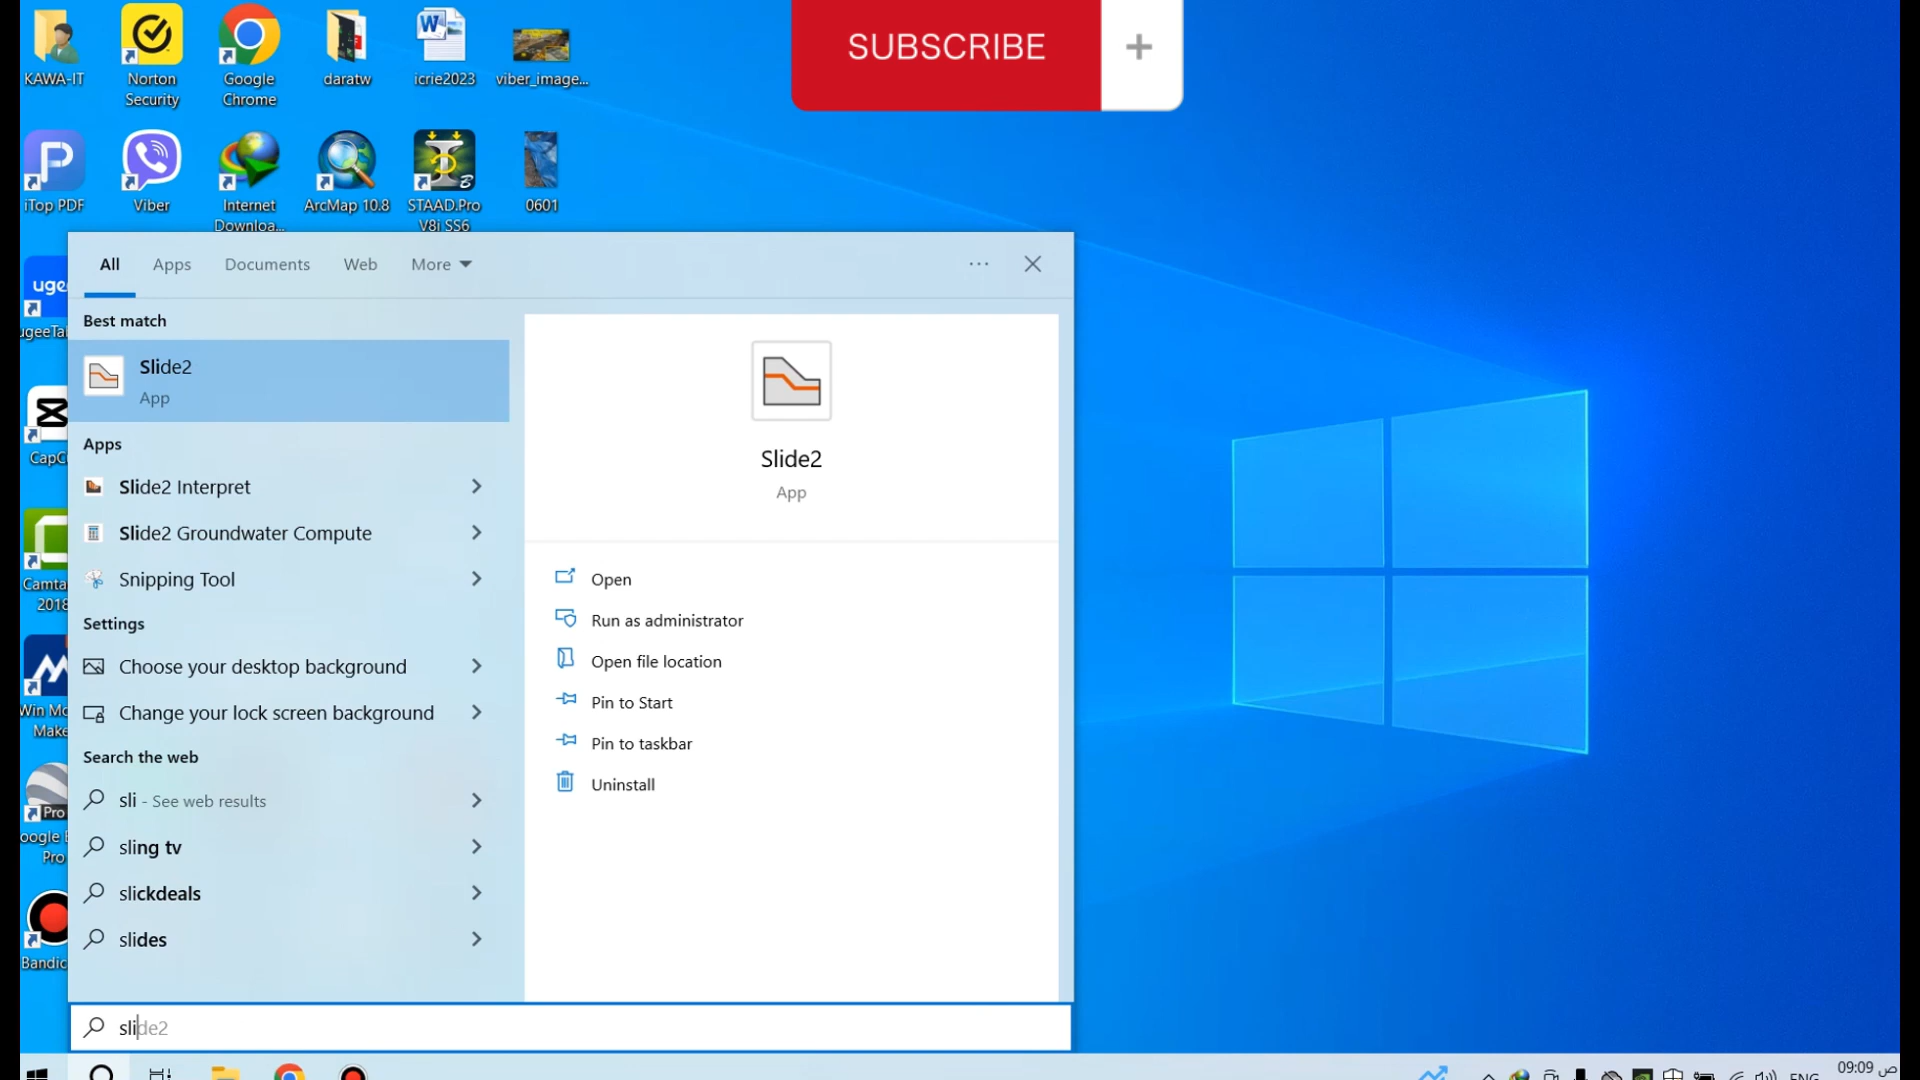 SUBSCRIBE +
KAWA-IT
Norton
Security
Google
Chrome
daratw
icrie2023
viber_image...
iTop PDF
Viber
Internet
Downloa...
ArcMap 10.8
STAAD.Pro
V8i SS6
0601
All Apps Documents Web More
Best match
Slide2
App
Apps
Slide2 Interpret
Slide2 Groundwater Compute
Snipping Tool
Settings
Choose your desktop background
Change your lock screen background
Search the web
sli - See web results
sling tv
slickdeals
slides
Slide2
App
Open
Run as administrator
Open file location
Pin to Start
Pin to taskbar
Uninstall
slide2
ENG
09:09 ص